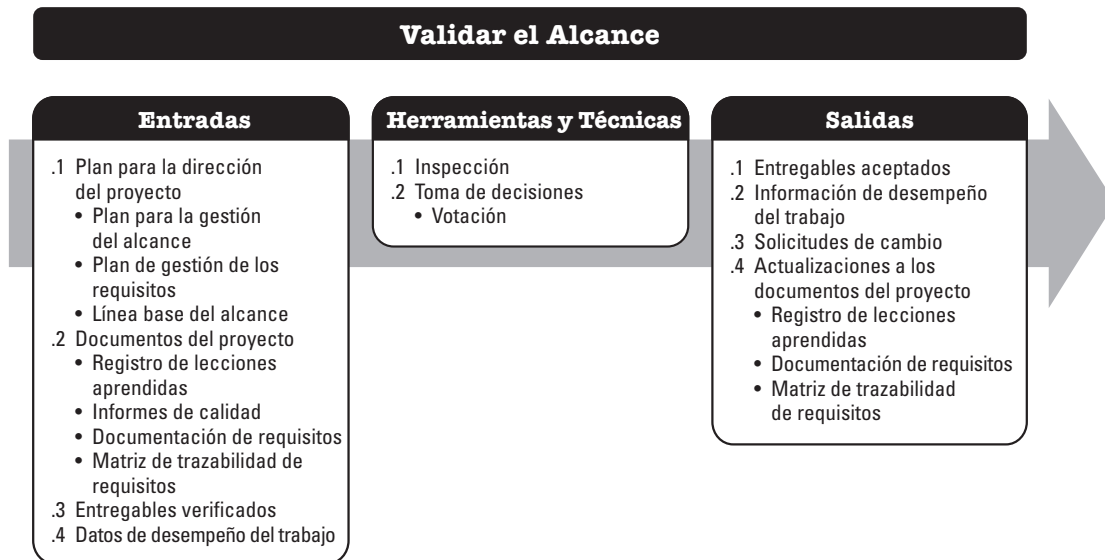 Validar el Alcance
Entradas
.1 Plan para la dirección
del proyecto
• Plan para la gestión
del alcance
• Plan de gestión de los
requisitos
• Línea base del alcance
.2 Documentos del proyecto
• Registro de lecciones
aprendidas
• Informes de calidad
• Documentación de requisitos
• Matriz de trazabilidad de
requisitos
.3 Entregables verificados
.4 Datos de desempeño del trabajo
Herramientas y Técnicas
.1 Inspección
.2 Toma de decisiones
• Votación
Salidas
.1 Entregables aceptados
.2 Información de desempeño
del trabajo
.3 Solicitudes de cambio
.4 Actualizaciones a los
documentos del proyecto
• Registro de lecciones
aprendidas
• Documentación de requisitos
• Matriz de trazabilidad
de requisitos